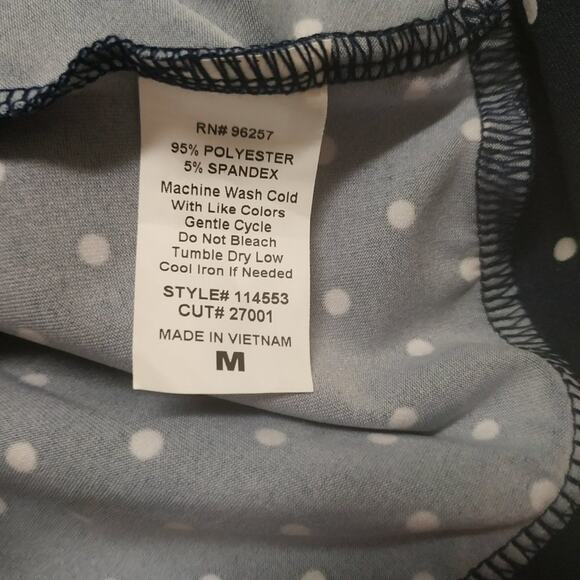 RN# 96257
95% POLYESTER
5% SPANDEX
Machine Wash Cold
With Like Colors
Gentle Cycle
Do Not Bleach
Tumble Dry Low
Cool Iron If Needed
STYLE# 114553
CUT# 27001
MADE IN VIETNAM
M